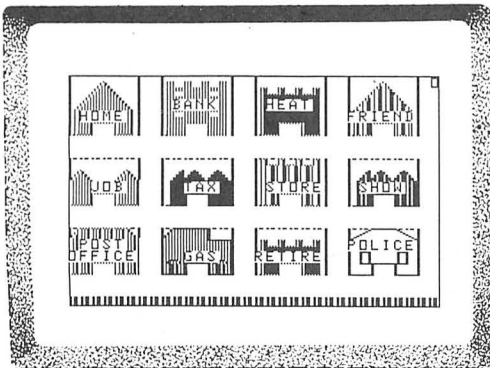 HOME BANK HEAT FRIEND
JOB TAX STORE SHOW
POST
OFFICE GAS RETIRE POLICE